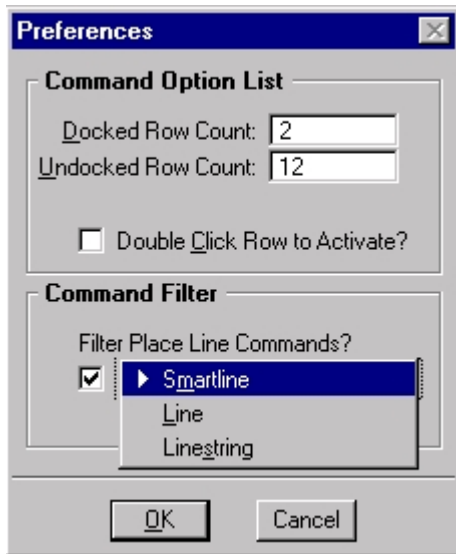 Preferences
Command Option List
Docked Row Count: 2
Undocked Row Count: 12
Double Click Row to Activate?
Command Filter
Filter Place Line Commands?
Smartline
Line
Linestring
OK Cancel